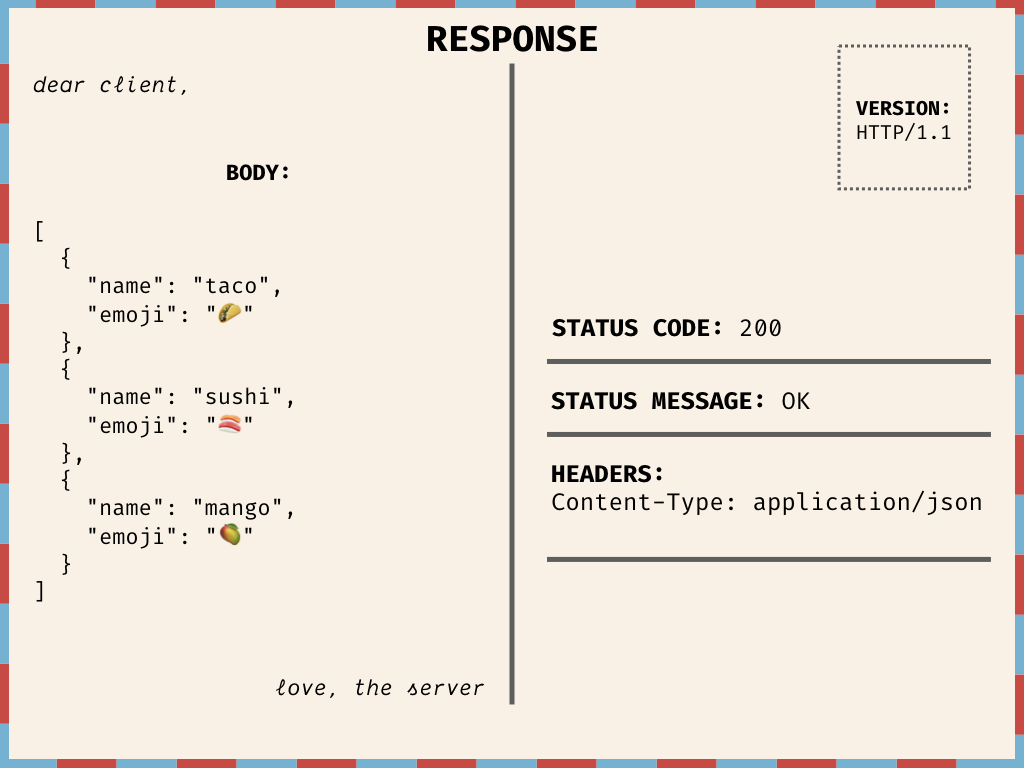 RESPONSE
dear client,
BODY:
[
  {
    "name": "taco",
    "emoji": "🌮"
  },
  {
    "name": "sushi",
    "emoji": "🍣"
  },
  {
    "name": "mango",
    "emoji": "🥭"
  }
]
love, the server
VERSION:
HTTP/1.1
STATUS CODE: 200
STATUS MESSAGE: OK
HEADERS:
Content-Type: application/json